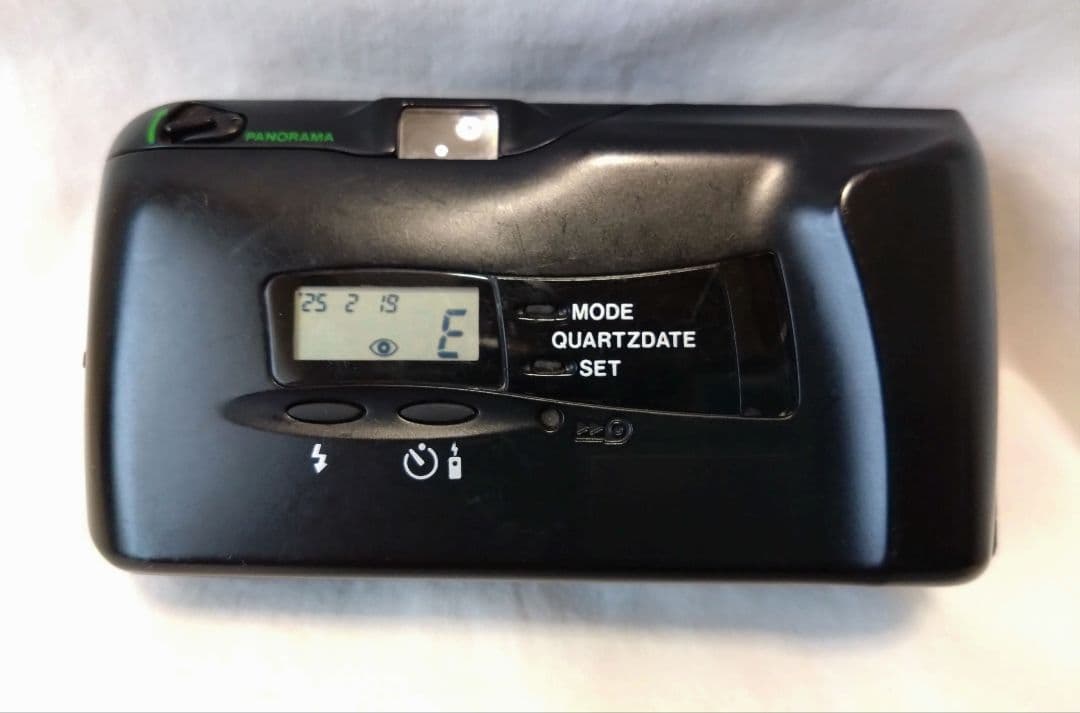 PANORAMA
'25 2 19
E
MODE
QUARTZDATE
SET